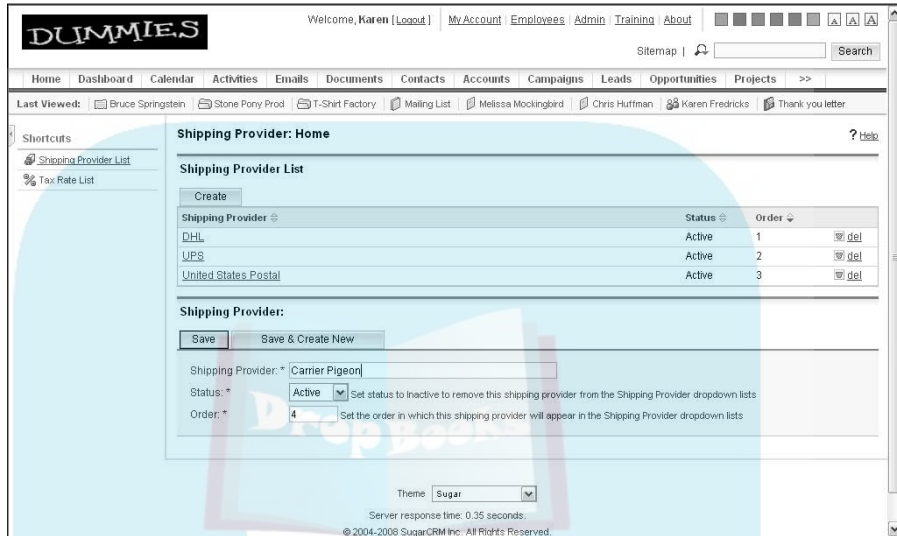 DUMMIES
Welcome, Karen [ Logout ] My Account | Employees | Admin | Training | About A A A
Sitemap | Search
Home Dashboard Calendar Activities Emails Documents Contacts Accounts Campaigns Leads Opportunities Projects >>
Last Viewed: Bruce Springstein Stone Pony Prod T-Shirt Factory Mailing List Melissa Mockingbird Chris Huffman Karen Fredricks Thank you letter
Shortcuts
Shipping Provider List
Tax Rate List
Shipping Provider: Home ? Help
Shipping Provider List
Create
Shipping Provider Status Order
DHL Active 1 del
UPS Active 2 del
United States Postal Active 3 del
Shipping Provider:
Save Save & Create New
Shipping Provider: * Carrier Pigeon
Status: * Active Set status to Inactive to remove this shipping provider from the Shipping Provider dropdown lists
Order: * 4 Set the order in which this shipping provider will appear in the Shipping Provider dropdown lists
Drop Books
Theme Sugar
Server response time: 0.35 seconds.
© 2004-2008 SugarCRM Inc. All Rights Reserved.